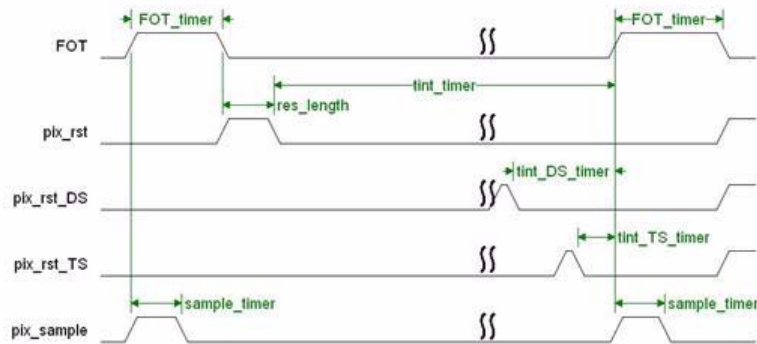 FOT_timer
FOT_timer
FOT
tint_timer
res_length
pix_rst
tint_DS_timer
pix_rst_DS
tint_TS_timer
pix_rst_TS
sample_timer
sample_timer
pix_sample